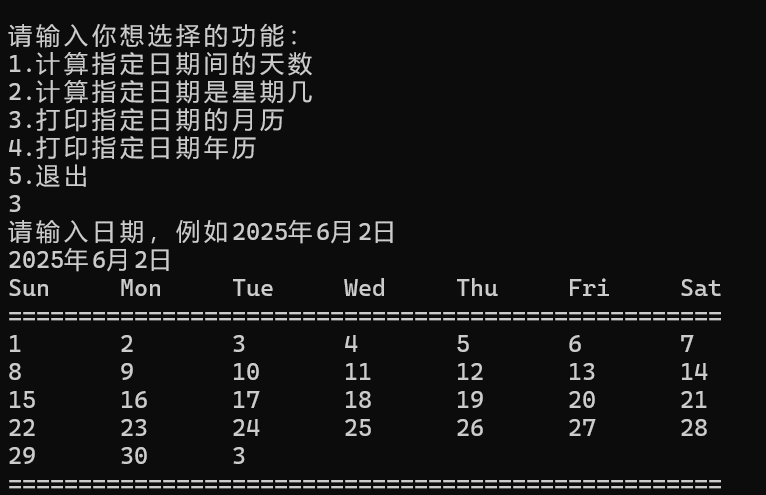 请输入你想选择的功能:
1.计算指定日期间的天数
2.计算指定日期是星期几
3.打印指定日期的月历
4.打印指定日期年历
5.退出
3
请输入日期, 例如2025年6月2日
2025年6月2日
Sun Mon Tue Wed Thu Fri Sat
===================================================
1 2 3 4 5 6 7
8 9 10 11 12 13 14
15 16 17 18 19 20 21
22 23 24 25 26 27 28
29 30 3
===================================================